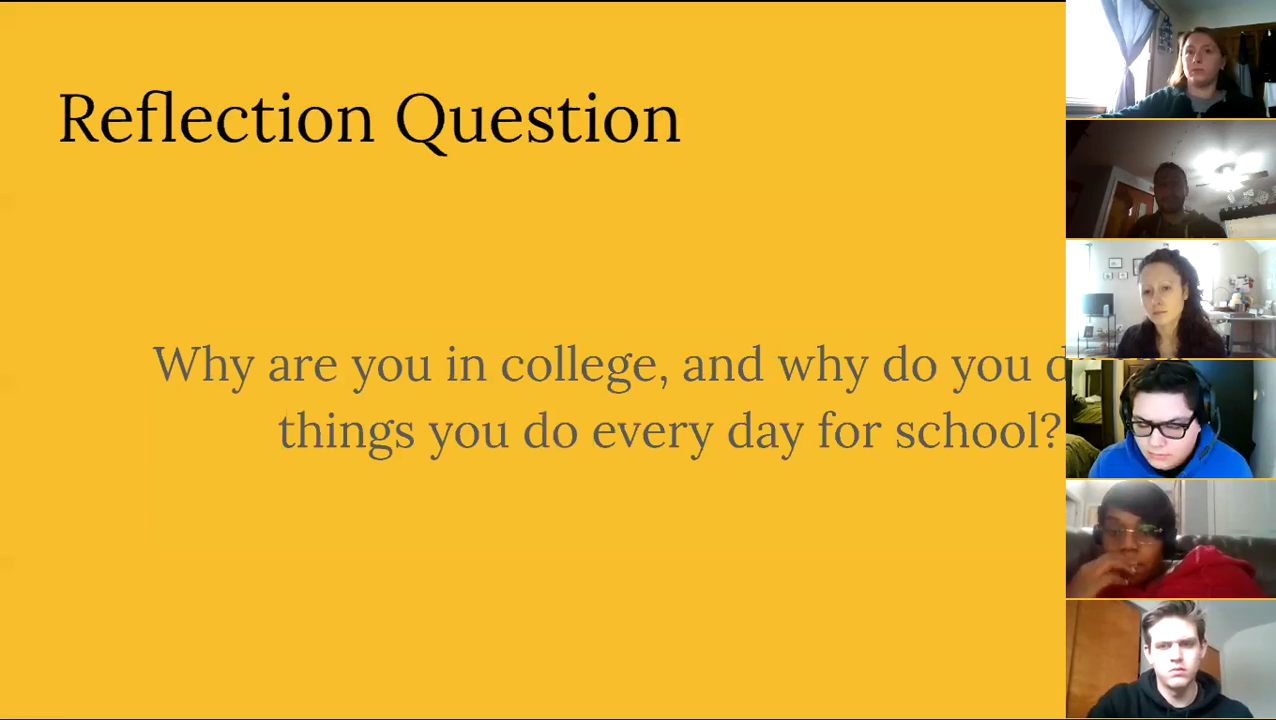 Reflection Question
Why are you in college, and why do you
things you do every day for school?